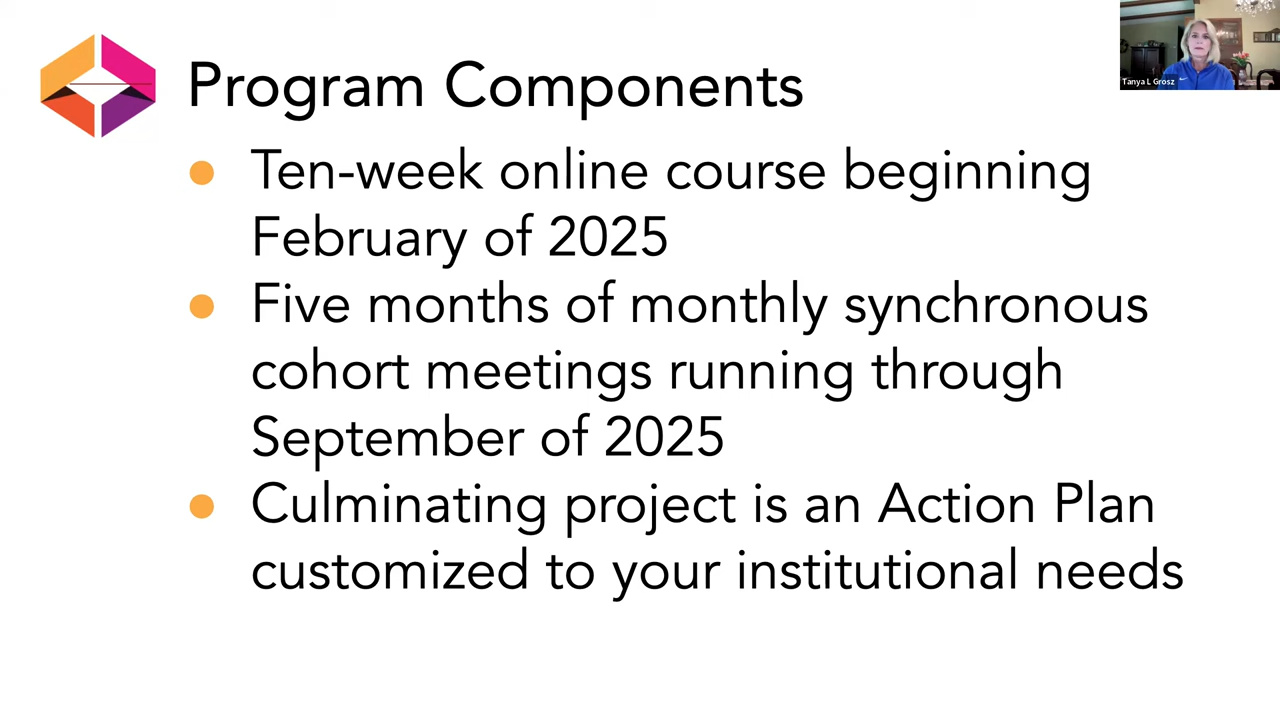 Program Components
Ten-week online course beginning
February of 2025
Five months of monthly synchronous
cohort meetings running through
September of 2025
Culminating project is an Action Plan
customized to your institutional needs
Tanya L Grosz